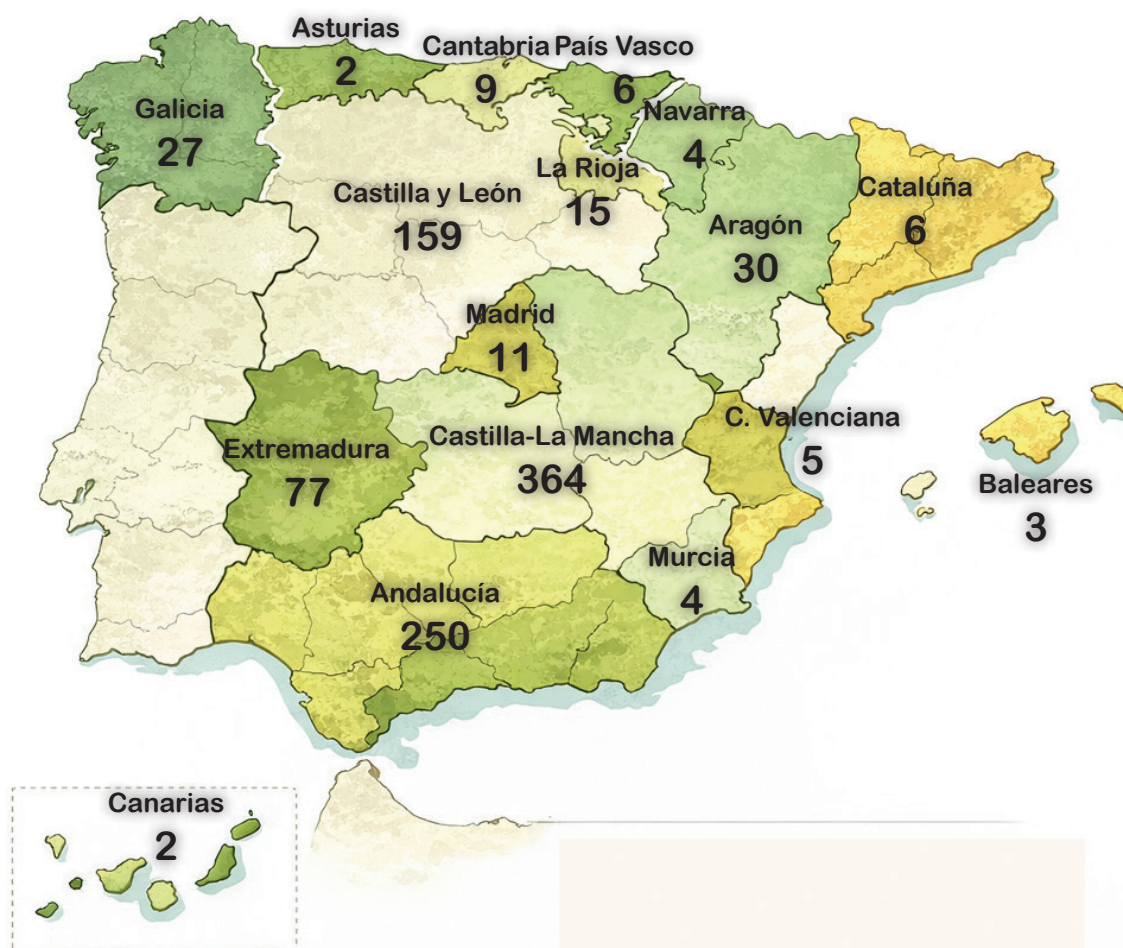 Asturias
2
Cantabria
9
País Vasco
6
Galicia
27
Navarra
4
La Rioja
15
Castilla y León
159
Cataluña
6
Aragón
30
Madrid
11
C. Valenciana
5
Extremadura
77
Castilla-La Mancha
364
Baleares
3
Murcia
4
Andalucía
250
Canarias
2